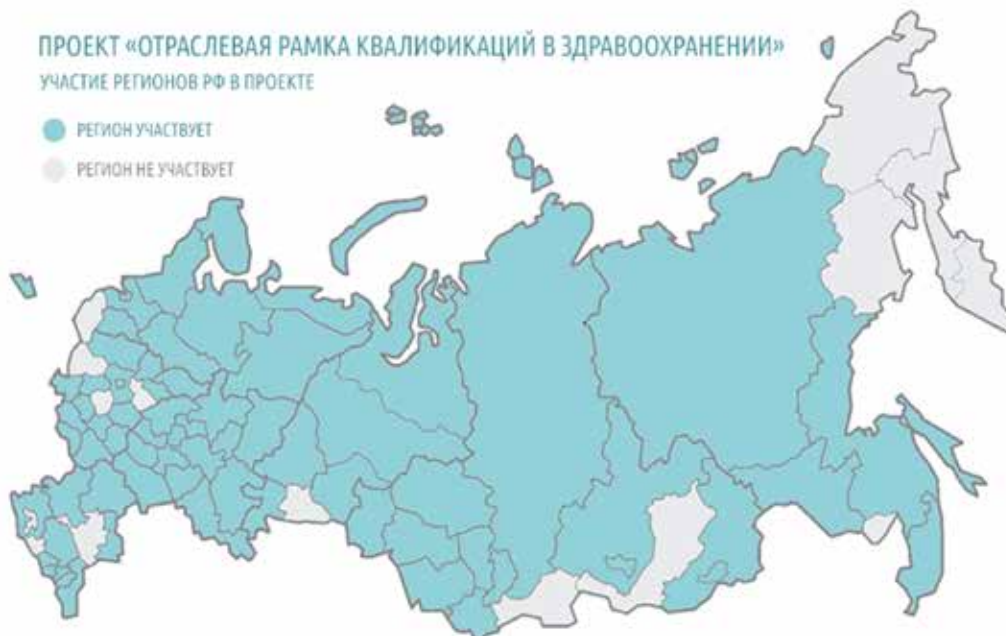 ПРОЕКТ «ОТРАСЛЕВАЯ РАМКА КВАЛИФИКАЦИЙ В ЗДРАВООХРАНЕНИИ»
УЧАСТИЕ РЕГИОНОВ РФ В ПРОЕКТЕ
РЕГИОН УЧАСТВУЕТ
РЕГИОН НЕ УЧАСТВУЕТ